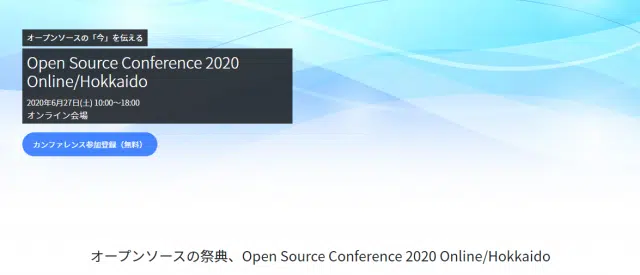 オープンソースの「今」を伝える
Open Source Conference 2020
Online/Hokkaido
2020年6月27日(土) 10:00～18:00
オンライン会場
カンファレンス参加登録（無料）
オープンソースの祭典、Open Source Conference 2020 Online/Hokkaido